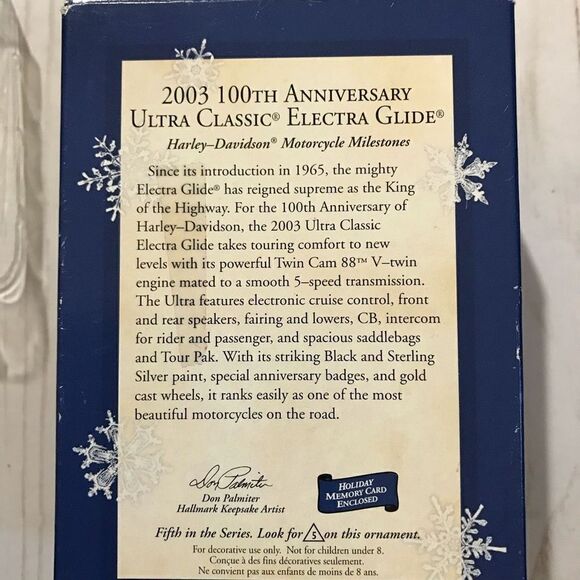 2003 100TH ANNIVERSARY
ULTRA CLASSIC® ELECTRA GLIDE®
Harley–Davidson® Motorcycle Milestones
Since its introduction in 1965, the mighty
Electra Glide® has reigned supreme as the King
of the Highway. For the 100th Anniversary of
Harley–Davidson, the 2003 Ultra Classic
Electra Glide takes touring comfort to new
levels with its powerful Twin Cam 88™ V–twin
engine mated to a smooth 5–speed transmission.
The Ultra features electronic cruise control, front
and rear speakers, fairing and lowers, CB, intercom
for rider and passenger, and spacious saddlebags
and Tour Pak. With its striking Black and Sterling
Silver paint, special anniversary badges, and gold
cast wheels, it ranks easily as one of the most
beautiful motorcycles on the road.
Don Palmiter
Don Palmiter
Hallmark Keepsake Artist
HOLIDAY
MEMORY CARD
ENCLOSED
Fifth in the Series. Look for 5 on this ornament.
For decorative use only. Not for children under 8.
Conçue à des fins décoratives seulement.
Ne convient pas aux enfants de moins de 8 ans.